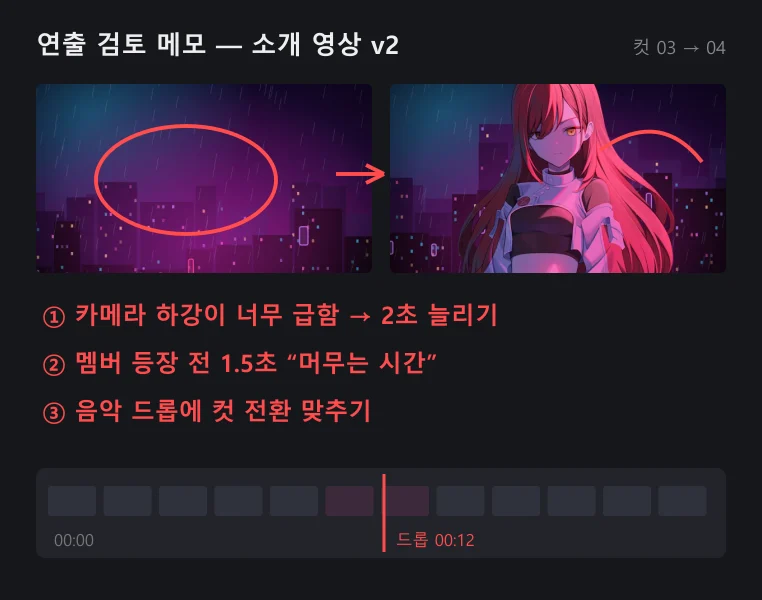 연출 검토 메모 — 소개 영상 v2
컷 03 → 04
① 카메라 하강이 너무 급함 → 2초 늘리기
② 멤버 등장 전 1.5초 “머무는 시간”
③ 음악 드롭에 컷 전환 맞추기
00:00
드롭 00:12